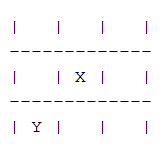 |   |   |   |
-------------
|   | X |   |
-------------
| Y |   |   |